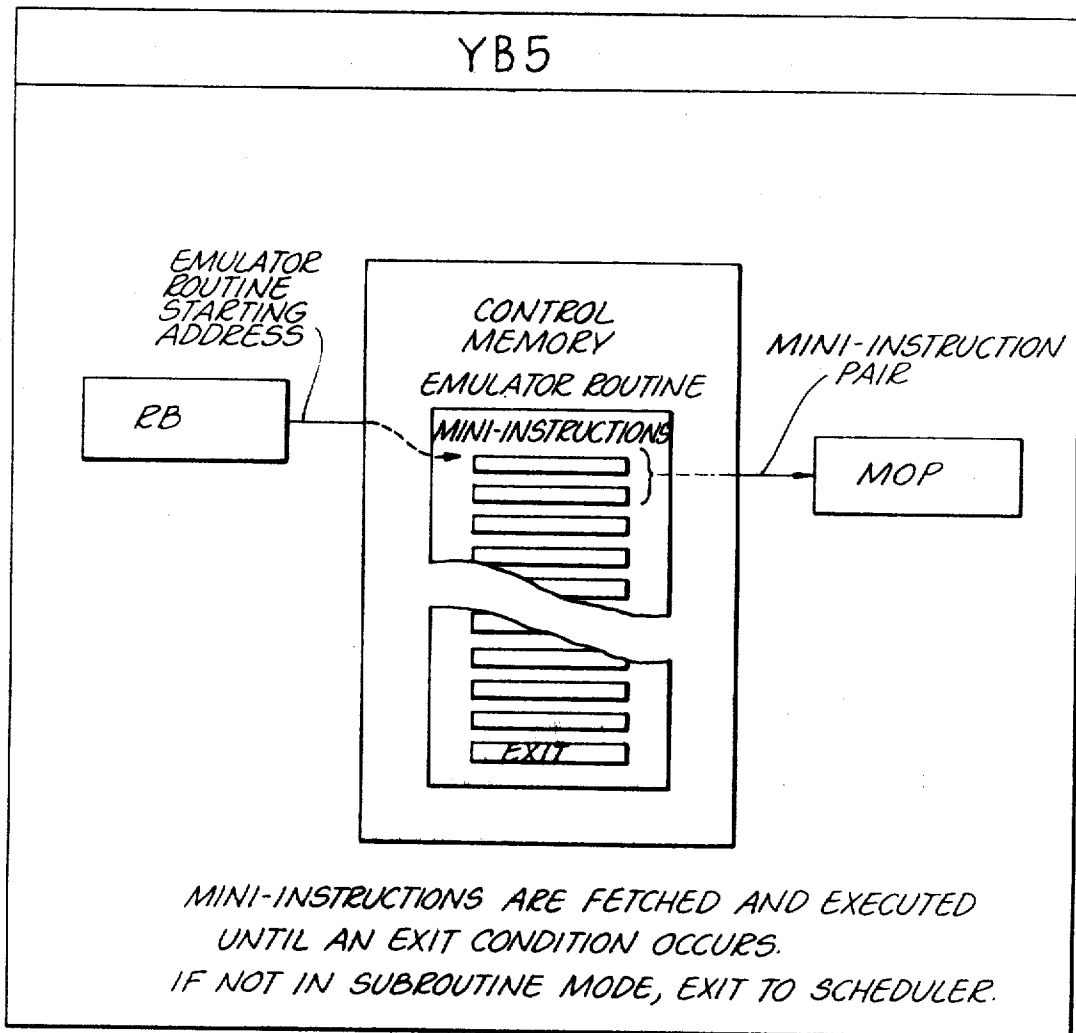 YB5
EMULATOR
ROUTINE
STARTING
ADDRESS
CONTROL
MEMORY
MINI-INSTRUCTION
PAIR
EMULATOR ROUTINE
RB
MINI-INSTRUCTIONS
MOP
EXIT
MINI-INSTRUCTIONS ARE FETCHED AND EXECUTED
UNTIL AN EXIT CONDITION OCCURS.
IF NOT IN SUBROUTINE MODE, EXIT TO SCHEDULER.